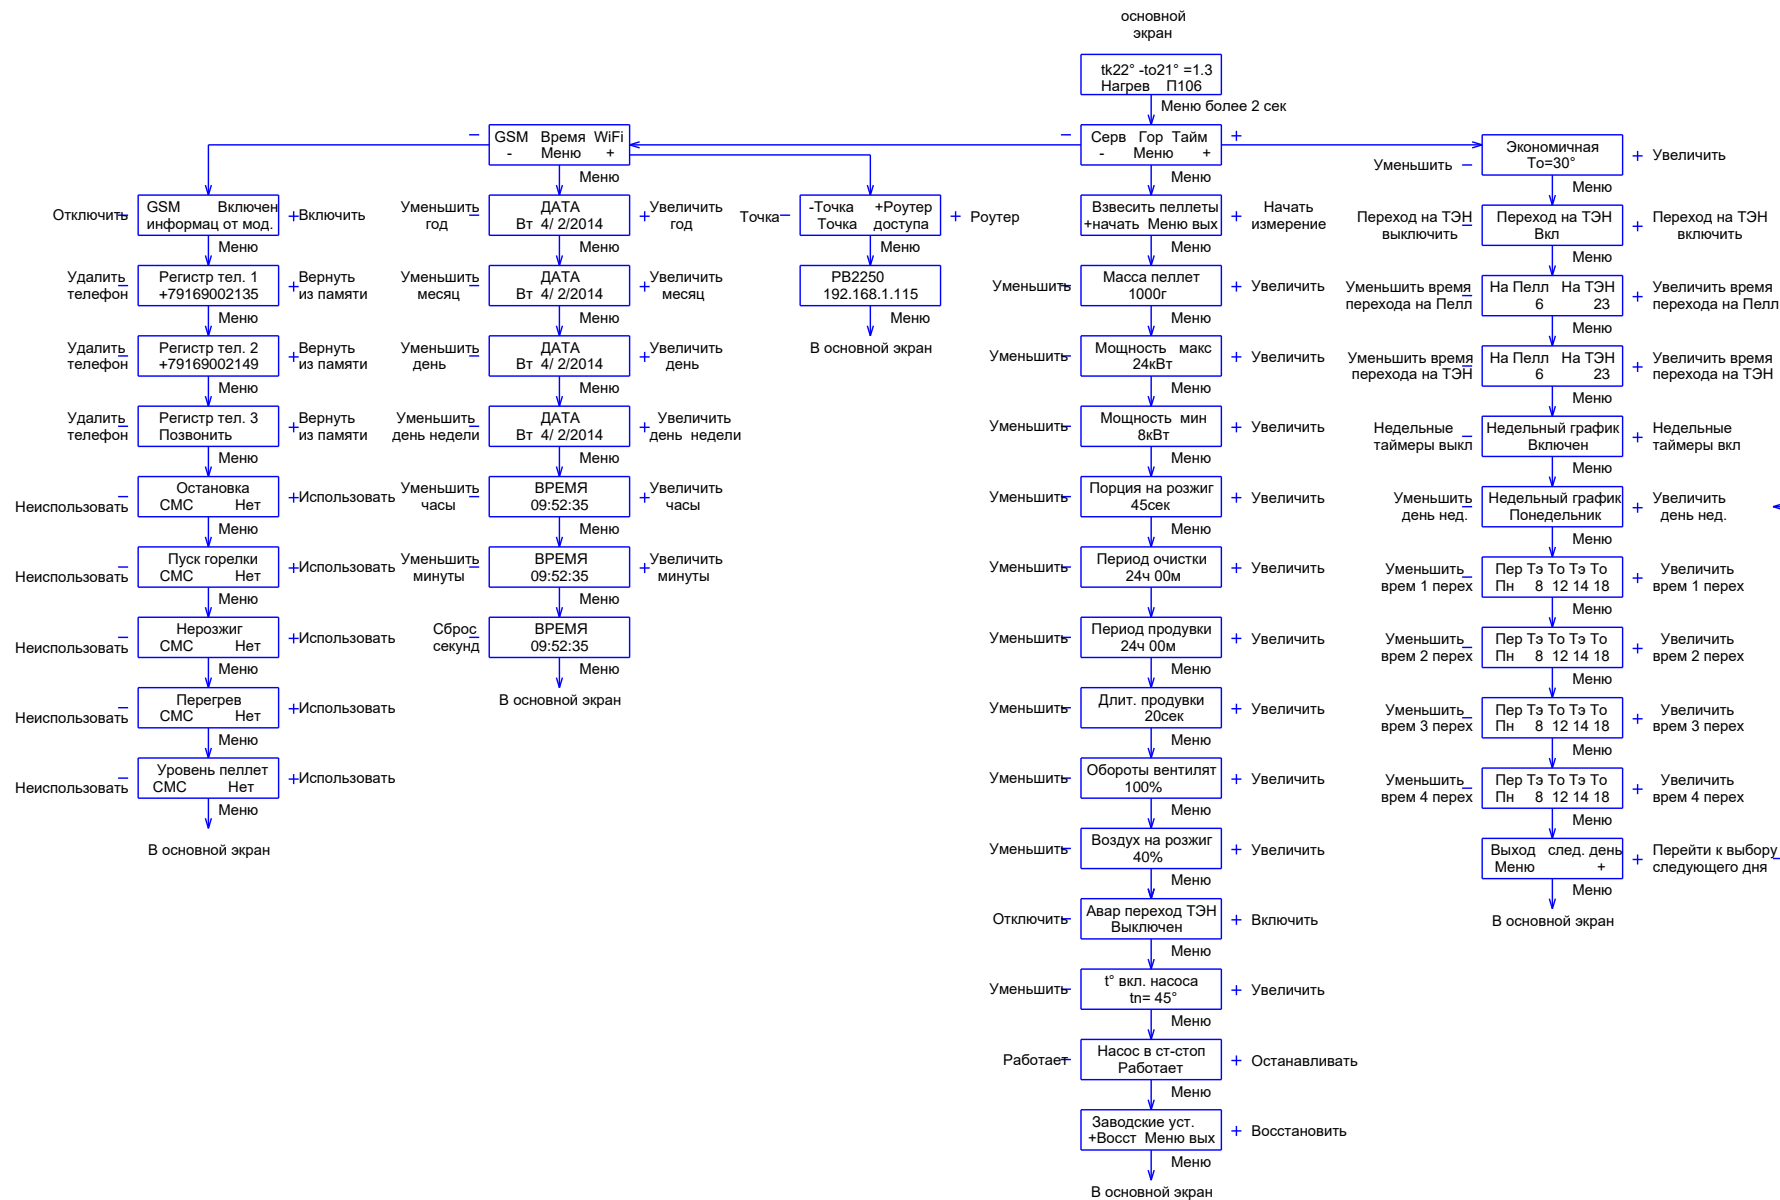 основной
экран
tk22° -to21° =1.3
Нагрев П106
Меню более 2 сек
−
GSM Время WiFi
- Меню +
Меню
−
Серв Гор Тайм
- Меню +
+
Меню
Отключить −
GSM Включен
информац от мод.
+ Включить
Меню
Удалить
телефон −
Регистр тел. 1
+79169002135
+ Вернуть
из памяти
Меню
Удалить
телефон −
Регистр тел. 2
+79169002149
+ Вернуть
из памяти
Меню
Удалить
телефон −
Регистр тел. 3
Позвонить
+ Вернуть
из памяти
Меню
Неиспользовать −
Остановка
СМС Нет
+ Использовать
Меню
Неиспользовать −
Пуск горелки
СМС Нет
+ Использовать
Меню
Неиспользовать −
Нерозжиг
СМС Нет
+ Использовать
Меню
Неиспользовать −
Перегрев
СМС Нет
+ Использовать
Меню
Неиспользовать −
Уровень пеллет
СМС Нет
+ Использовать
Меню
В основной экран
Уменьшить
год −
ДАТА
Вт 4/ 2/2014
+ Увеличить
год
Меню
Уменьшить
месяц −
ДАТА
Вт 4/ 2/2014
+ Увеличить
месяц
Меню
Уменьшить
день −
ДАТА
Вт 4/ 2/2014
+ Увеличить
день
Меню
Уменьшить
день недели −
ДАТА
Вт 4/ 2/2014
+ Увеличить
день недели
Меню
Уменьшить
часы −
ВРЕМЯ
09:52:35
+ Увеличить
часы
Меню
Уменьшить
минуты −
ВРЕМЯ
09:52:35
+ Увеличить
минуты
Меню
Сброс
секунд −
ВРЕМЯ
09:52:35
Меню
В основной экран
Точка −
-Точка +Роутер
Точка доступа
+ Роутер
Меню
PB2250
192.168.1.115
Меню
В основной экран
Взвесить пеллеты
+начать Меню вых
+ Начать
измерение
Меню
Уменьшить −
Масса пеллет
1000г
+ Увеличить
Меню
Уменьшить −
Мощность макс
24кВт
+ Увеличить
Меню
Уменьшить −
Мощность мин
8кВт
+ Увеличить
Меню
Уменьшить −
Порция на розжиг
45сек
+ Увеличить
Меню
Уменьшить −
Период очистки
24ч 00м
+ Увеличить
Меню
Уменьшить −
Период продувки
24ч 00м
+ Увеличить
Меню
Уменьшить −
Длит. продувки
20сек
+ Увеличить
Меню
Уменьшить −
Обороты вентилят
100%
+ Увеличить
Меню
Уменьшить −
Воздух на розжиг
40%
+ Увеличить
Меню
Отключить −
Авар переход ТЭН
Выключен
+ Включить
Меню
Уменьшить −
t° вкл. насоса
tn= 45°
+ Увеличить
Меню
Работает −
Насос в ст-стоп
Работает
+ Останавливать
Меню
Заводские уст.
+Восст Меню вых
+ Восстановить
Меню
В основной экран
Уменьшить −
Экономичная
To=30°
+ Увеличить
Меню
Переход на ТЭН
выключить −
Переход на ТЭН
Вкл
+ Переход на ТЭН
включить
Меню
Уменьшить время
перехода на Пелл −
На Пелл На ТЭН
6 23
+ Увеличить время
перехода на Пелл
Меню
Уменьшить время
перехода на ТЭН −
На Пелл На ТЭН
6 23
+ Увеличить время
перехода на ТЭН
Меню
Недельные
таймеры выкл −
Недельный график
Включен
+ Недельные
таймеры вкл
Меню
Уменьшить
день нед. −
Недельный график
Понедельник
+ Увеличить
день нед.
Меню
Уменьшить
врем 1 перех −
Пер Тэ То Тэ То
Пн 8 12 14 18
+ Увеличить
врем 1 перех
Меню
Уменьшить
врем 2 перех −
Пер Тэ То Тэ То
Пн 8 12 14 18
+ Увеличить
врем 2 перех
Меню
Уменьшить
врем 3 перех −
Пер Тэ То Тэ То
Пн 8 12 14 18
+ Увеличить
врем 3 перех
Меню
Уменьшить
врем 4 перех −
Пер Тэ То Тэ То
Пн 8 12 14 18
+ Увеличить
врем 4 перех
Меню
Выход след. день
Меню +
+ Перейти к выбору
следующего дня
Меню
В основной экран